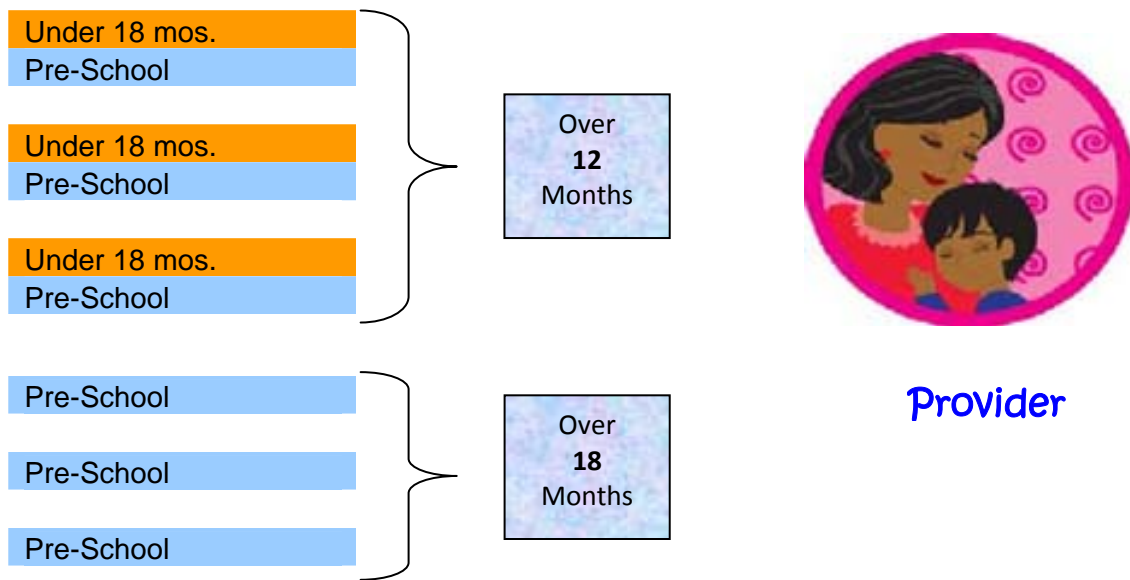 Under 18 mos.
Pre-School
Under 18 mos.
Pre-School
Under 18 mos.
Pre-School
Over
12
Months
Pre-School
Pre-School
Pre-School
Over
18
Months
Provider